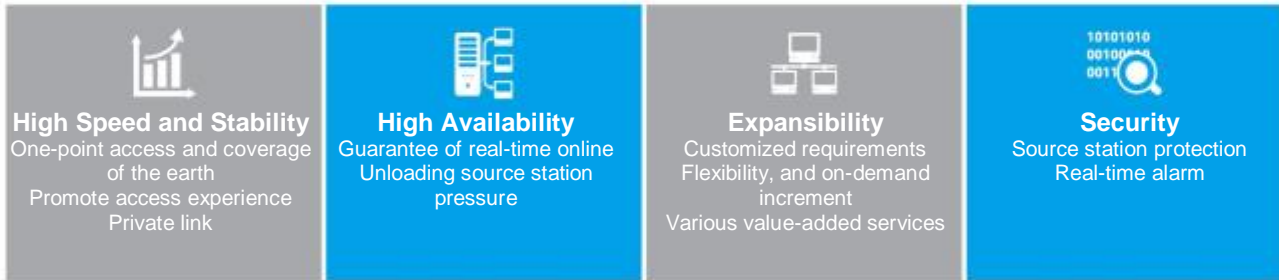 High Speed and Stability
One-point access and coverage
of the earth
Promote access experience
Private link
High Availability
Guarantee of real-time online
Unloading source station
pressure
Expansibility
Customized requirements
Flexibility, and on-demand
increment
Various value-added services
10101010
Security
Source station protection
Real-time alarm